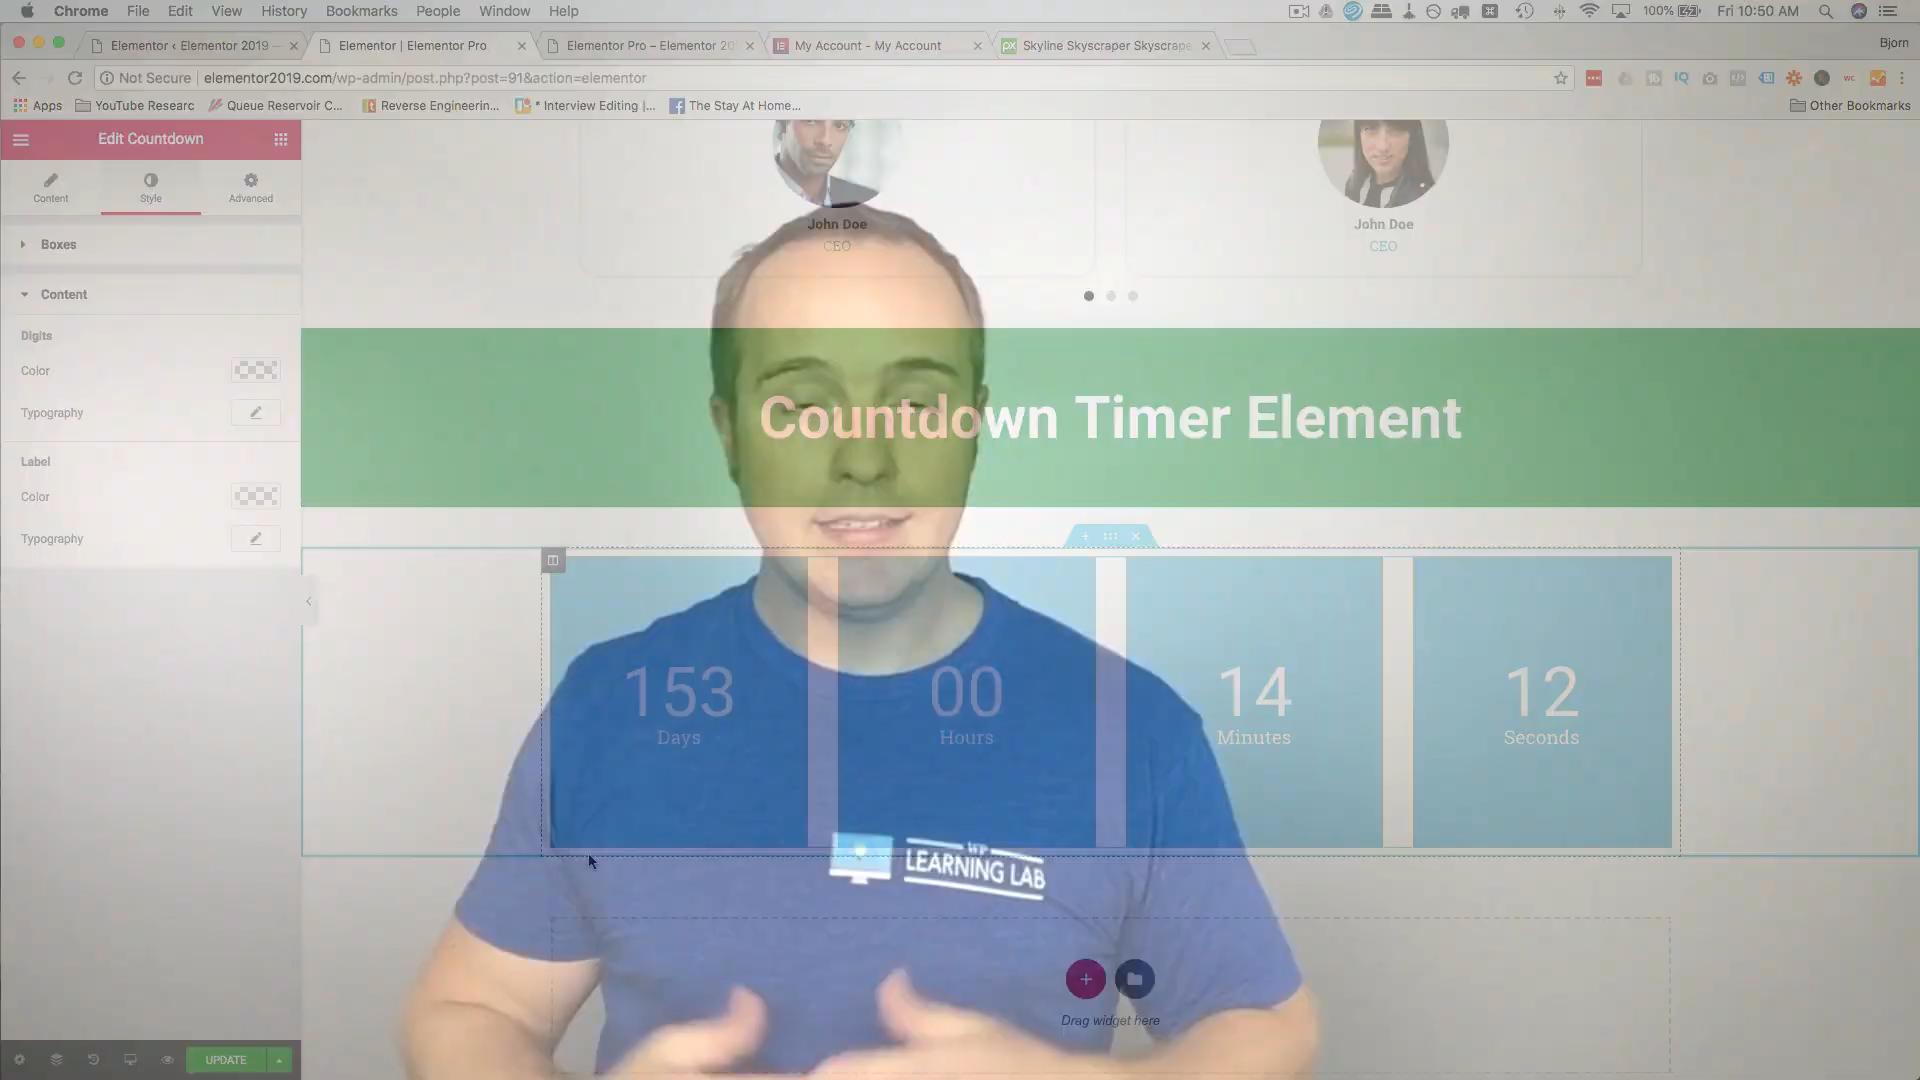 Chrome File Edit View History Bookmarks People Window Help 100% Fri 10:50 AM
Elementor ‹ Elementor 2019 — Elementor | Elementor Pro Elementor Pro – Elementor 20 My Account - My Account Skyline Skyscraper Skyscrape Bjorn
Not Secure | elementor2019.com/wp-admin/post.php?post=91&action=elementor
Apps YouTube Researc Queue Reservoir C... Reverse Engineerin... * Interview Editing |... The Stay At Home... Other Bookmarks
Edit Countdown
Content Style Advanced
Boxes
Content
Digits
Color
Typography
Label
Color
Typography
UPDATE
John Doe
CEO
John Doe
CEO
Countdown Timer Element
153 00 14 12
Days Hours Minutes Seconds
WP
LEARNING LAB
Drag widget here